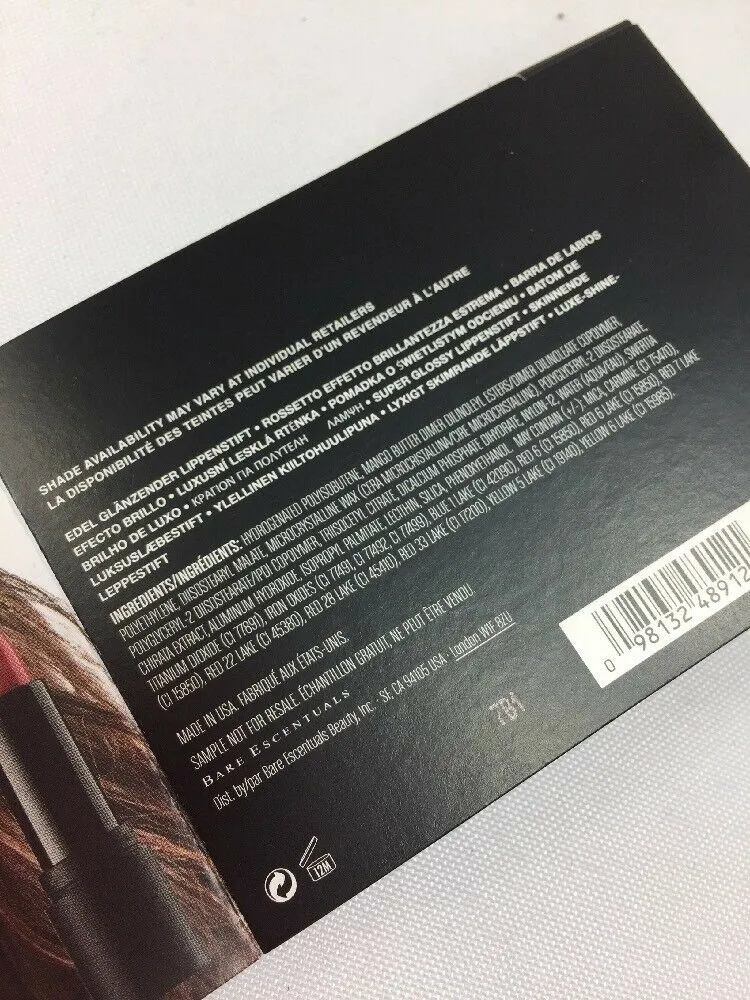 SHADE AVAILABILITY MAY VARY AT INDIVIDUAL RETAILERS
LA DISPONIBILITÉ DES TEINTES PEUT VARIER D'UN REVENDEUR À L'AUTRE
EDEL GLÄNZENDER LIPPENSTIFT • ROSSETTO EFFETTO BRILLANTEZZA ESTREMA • BARRA DE LABIOS
EFECTO BRILLO • LUXUSNÍ LESKLÁ RTĚNKA • POMADKA O ŚWIETLISTYM ODCIENIU • BATOM DE
BRILHO DE LUXO • ΚΡΑΓΙΟΝ ΓΙΑ ΠΟΛΥΤΕΛΗ ΛΑΜΨΗ • SUPER GLOSSY LIPPENSTIFT • SKINNENDE
LUKSUSLÆBESTIFT • YLELLINEN KIILTOHUULIPUNA • LYXIGT SKIMRANDE LÄPPSTIFT • LUXE-SHINE-
LEPPESTIFT
INGREDIENTS/INGRÉDIENTS: HYDROGENATED POLYISOBUTENE, MANGO BUTTER DIMER DILINOLEYL ESTERS/DIMER DILINOLEATE COPOLYMER,
POLYETHYLENE, DIISOSTEARYL MALATE, MICROCRYSTALLINE WAX (CERA MICROCRISTALLINA/CIRE MICROCRISTALLINE), POLYGLYCERYL-2 DIISOSTEARATE,
POLYGLYCERYL-2 DIISOSTEARATE/IPDI COPOLYMER, TRIISOCETYL CITRATE, DICALCIUM PHOSPHATE DIHYDRATE, NYLON-12, WATER (AQUA/EAU), SWERTIA
CHIRATA EXTRACT, ALUMINUM HYDROXIDE, ISOPROPYL PALMITATE, LECITHIN, SILICA, PHENOXYETHANOL. MAY CONTAIN (+/-): MICA, CARMINE (CI 75470),
TITANIUM DIOXIDE (CI 77891), IRON OXIDES (CI 77491, CI 77492, CI 77499), BLUE 1 LAKE (CI 42090), RED 6 (CI 15850), RED 6 LAKE (CI 15850), RED 7 LAKE
(CI 15850), RED 22 LAKE (CI 45380), RED 28 LAKE (CI 45410), RED 33 LAKE (CI 17200), YELLOW 5 LAKE (CI 19140), YELLOW 6 LAKE (CI 15985).
MADE IN USA. FABRIQUÉ AUX ÉTATS-UNIS.
SAMPLE NOT FOR RESALE. ÉCHANTILLON GRATUIT, NE PEUT ÊTRE VENDU.
BARE ESCENTUALS
Dist. by/par Bare Escentuals Beauty, Inc. • SF, CA 94105 USA • London W1F 8ZU
7B1
0 98132 48912
12M